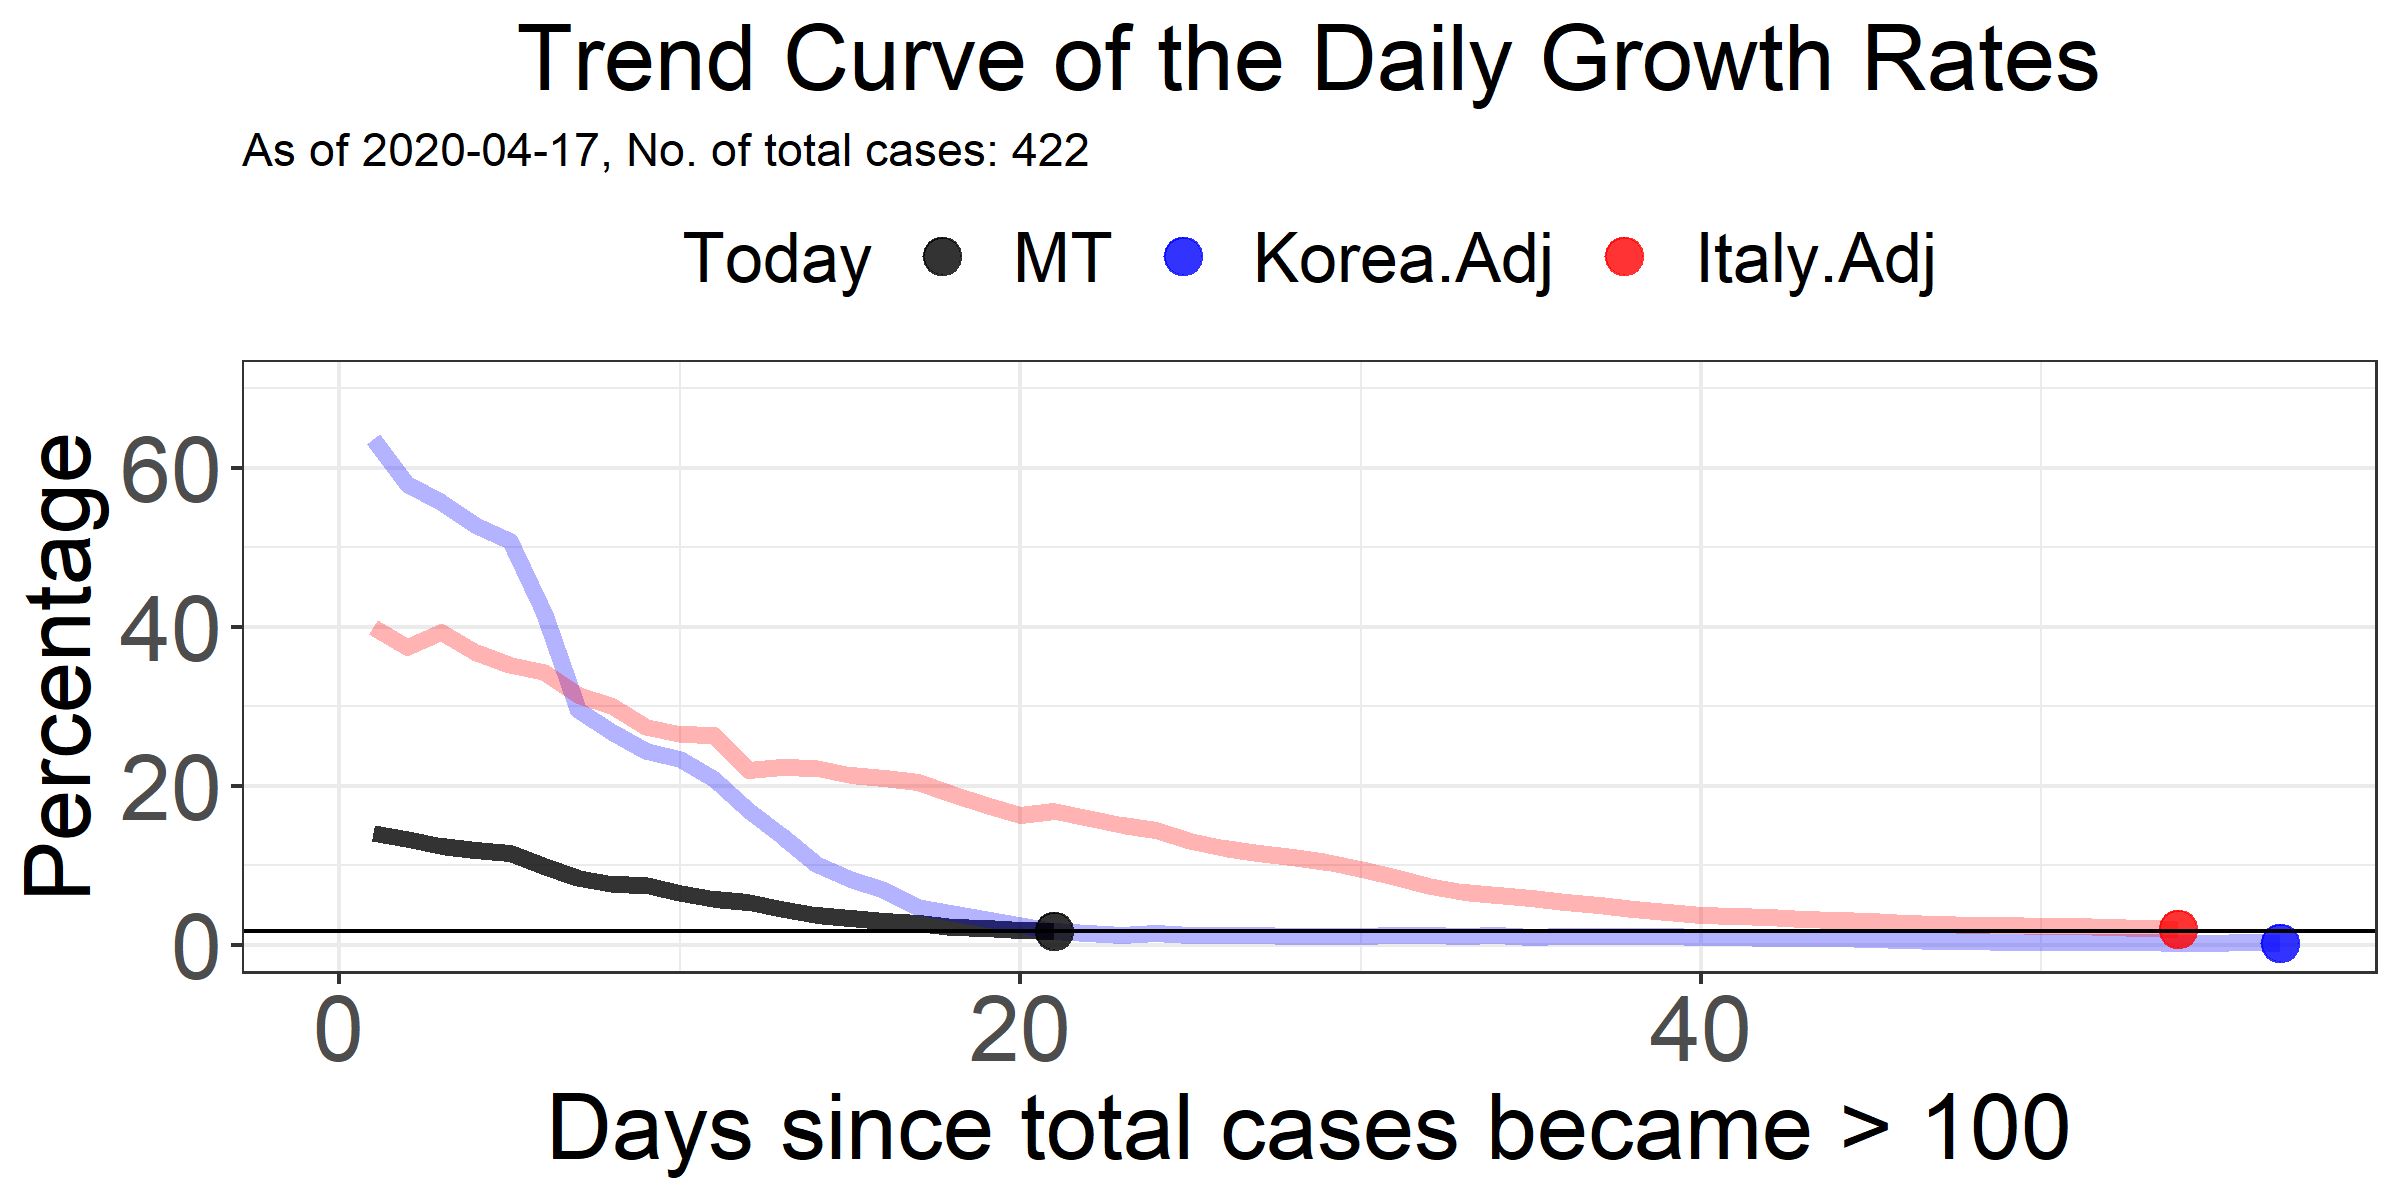 Trend Curve of the Daily Growth Rates
As of 2020-04-17, No. of total cases: 422
Today MT Korea.Adj Italy.Adj
Percentage
60
40
20
0
0 20 40
Days since total cases became > 100